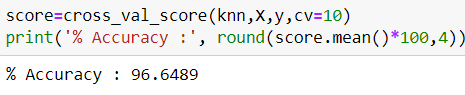 score=cross_val_score(knn,X,y,cv=10)
print('% Accuracy :', round(score.mean()*100,4))
% Accuracy : 96.6489